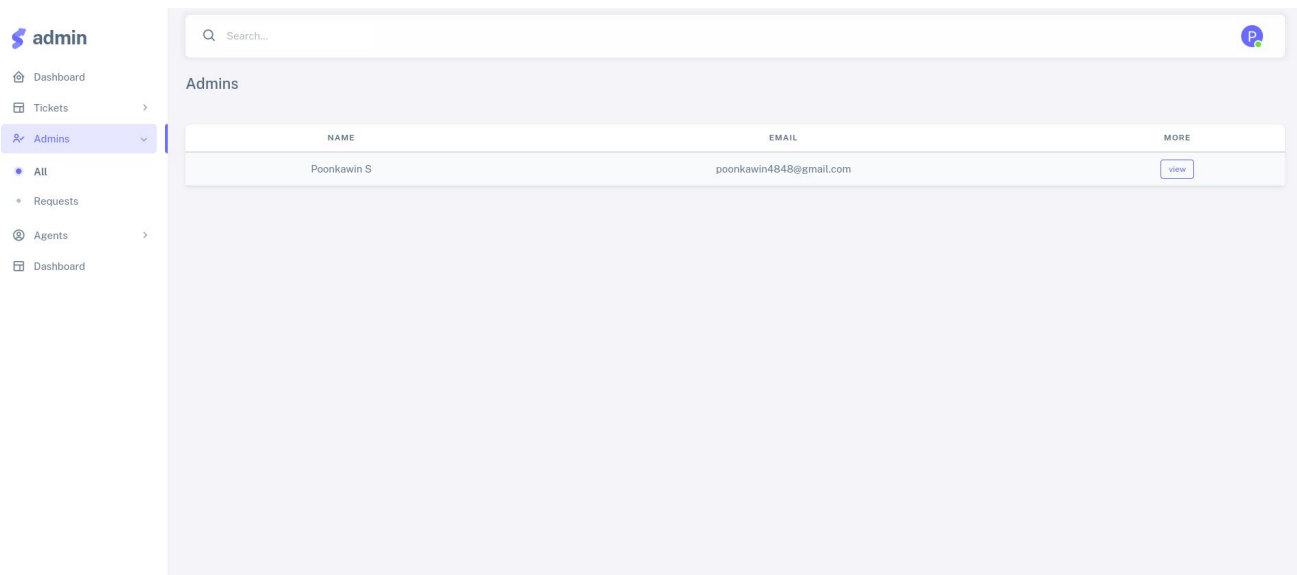 admin
Dashboard
Tickets
Admins
All
Requests
Agents
Dashboard
Search...
P
Admins
NAME EMAIL MORE
Poonkawin S poonkawin4848@gmail.com view